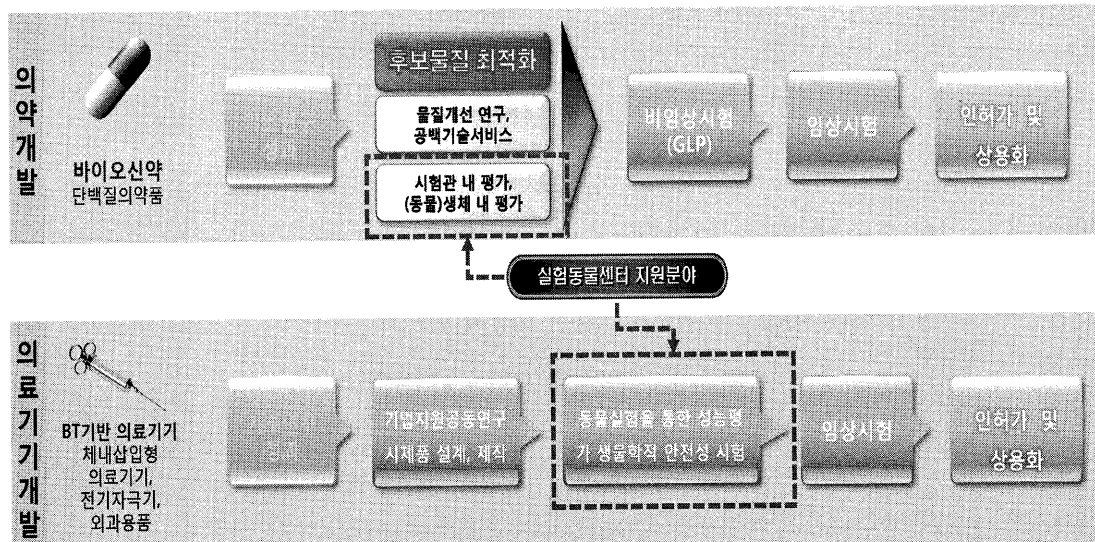 의약개발
바이오신약
단백질의약품
후보물질 최적화
물질개선 연구,
공백기술서비스
시험관 내 평가,
(동물)생체 내 평가
비임상시험
(GLP)
임상시험
인허가 및
상용화
실험동물센터 지원분야
의료기기개발
BT기반 의료기기
체내삽입형
의료기기,
전기자극기,
외과용품
기업지원공동연구
시제품 설계, 제작
동물실험을 통한 성능평
가 생물학적 안전성 시험
임상시험
인허가 및
상용화